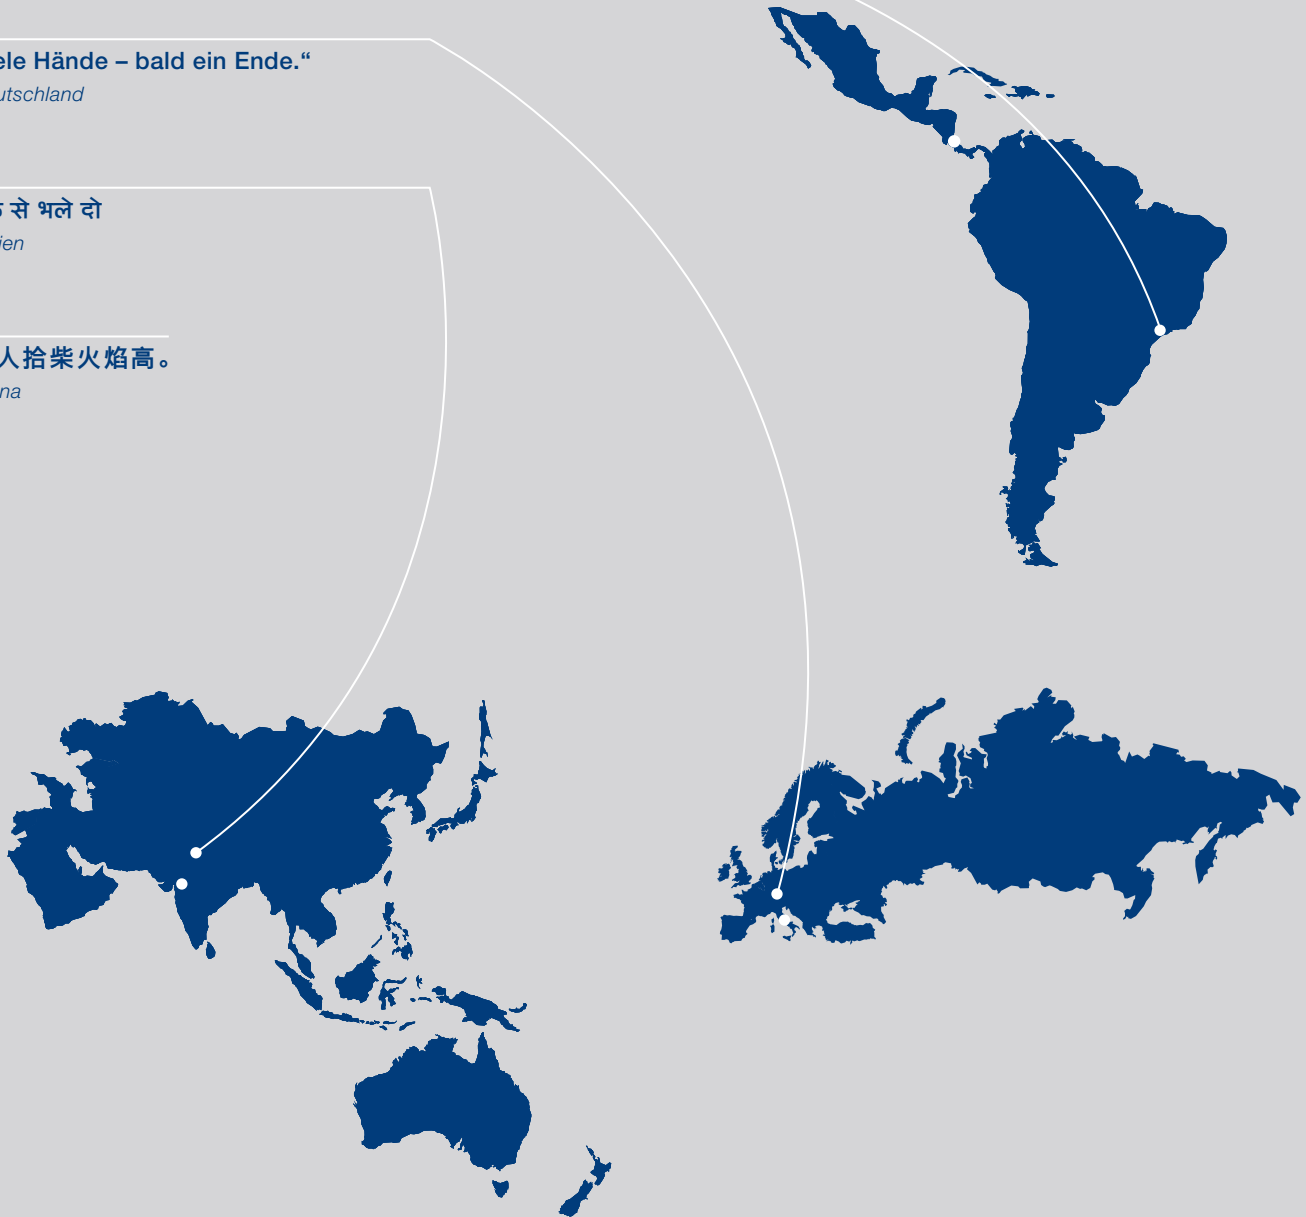 ele Hände – bald ein Ende.“
utschland
से भले दो
ien
人拾柴火焰高。
na